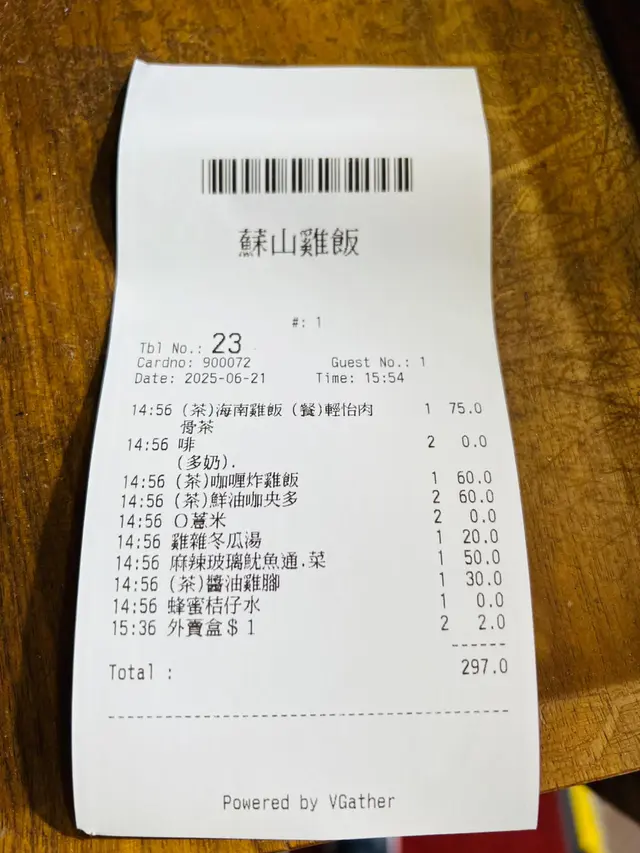 蘇山雞飯
#: 1
Tbl No.: 23
Cardno: 900072 Guest No.: 1
Date: 2025-06-21 Time: 15:54
14:56 (茶)海南雞飯 (餐)輕怡肉 1 75.0
骨茶
14:56 啡 2 0.0
(多奶).
14:56 (茶)咖喱炸雞飯 1 60.0
14:56 (茶)鮮油咖央多 2 60.0
14:56 O薏米 2 0.0
14:56 雞雜冬瓜湯 1 20.0
14:56 麻辣玻璃魷魚通.菜 1 50.0
14:56 (茶)醬油雞腳 1 30.0
14:56 蜂蜜桔仔水 1 0.0
15:36 外賣盒$1 2 2.0
------
Total : 297.0
Powered by VGather